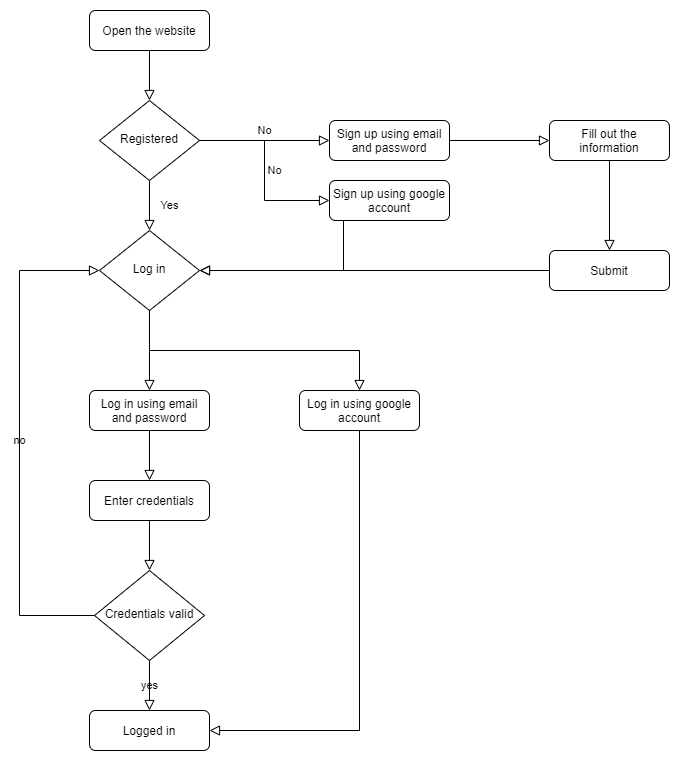 Open the website
Registered
No
Sign up using email
and password
Fill out the
information
No
Sign up using google
account
Yes
Log in
Submit
Log in using email
and password
Log in using google
account
no
Enter credentials
Credentials valid
yes
Logged in